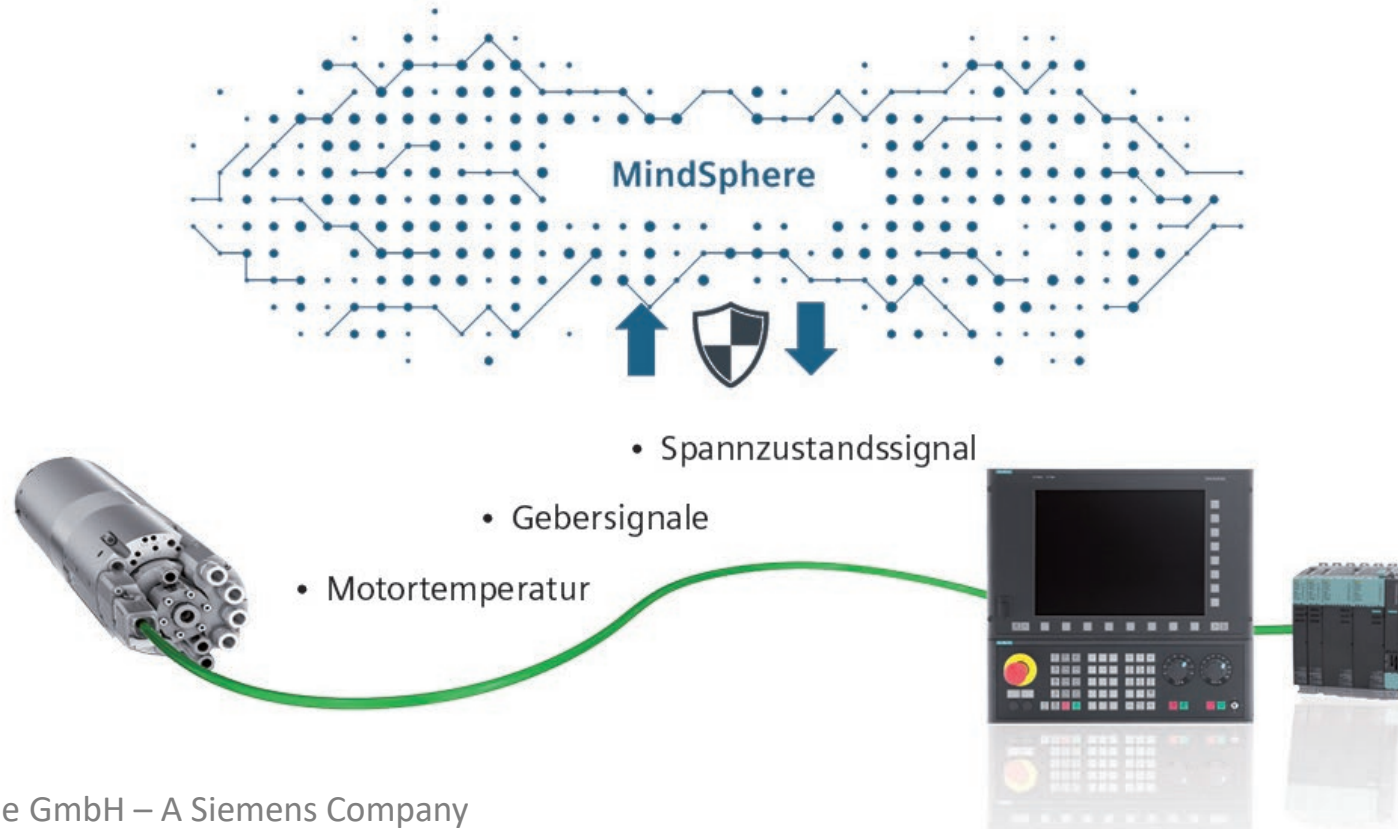 MindSphere
• Spannzustandssignal
• Gebersignale
• Motortemperatur
e GmbH – A Siemens Company